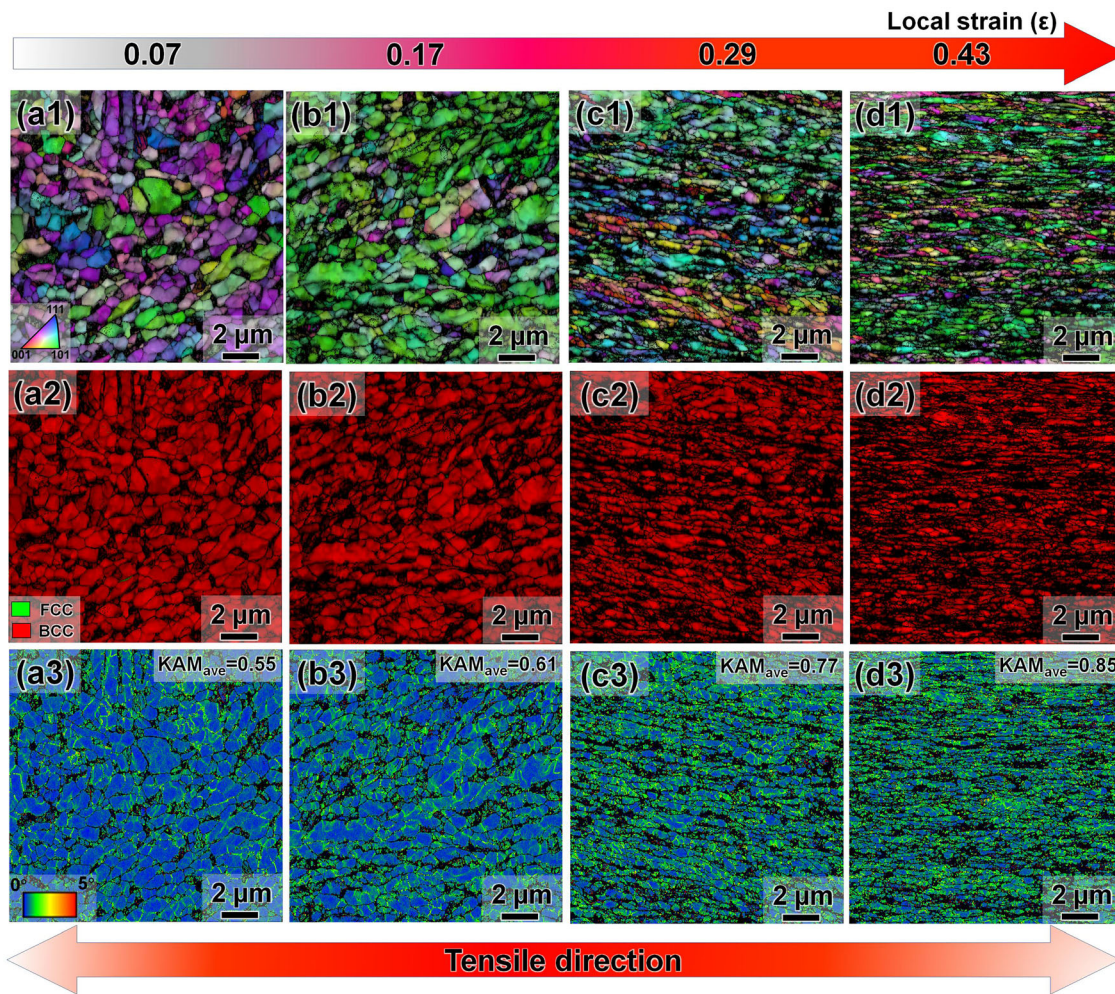 Local strain (ε)
0.07 0.17 0.29 0.43
(a1) (b1) (c1) (d1)
111
001 101
2 µm 2 µm 2 µm 2 µm
(a2) (b2) (c2) (d2)
FCC
BCC
2 µm 2 µm 2 µm 2 µm
(a3) KAMave=0.55 (b3) KAMave=0.61 (c3) KAMave=0.77 (d3) KAMave=0.85
0° 5°
2 µm 2 µm 2 µm 2 µm
Tensile direction